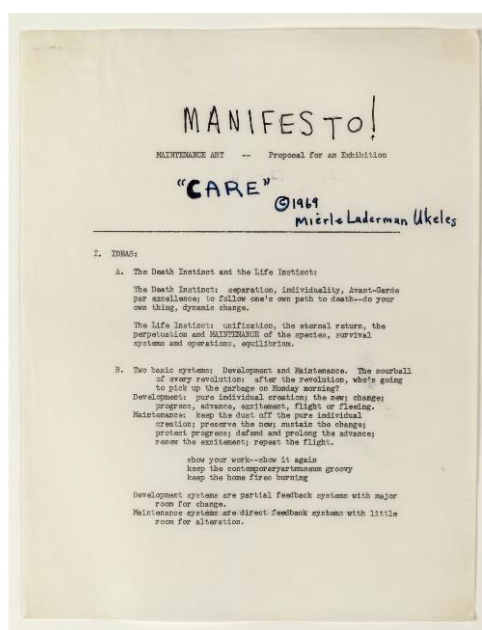 MANIFESTO!
MAINTENANCE ART -- Proposal for an Exhibition
"CARE"
©1969
Mierle Laderman Ukeles
I. IDEAS:
A. The Death Instinct and the Life Instinct:
The Death Instinct: separation, individuality, Avant-Garde
par excellence; to follow one's own path to death--do your
own thing, dynamic change.
The Life Instinct: unification, the eternal return, the
perpetuation and MAINTENANCE of the species, survival
systems and operations, equilibrium.
B. Two basic systems: Development and Maintenance. The sourball
of every revolution: after the revolution, who's going
to pick up the garbage on Monday morning?
Development: pure individual creation; the new; change;
progress, advance, excitement, flight or fleeing.
Maintenance: keep the dust off the pure individual
creation; preserve the new; sustain the change;
protect progress; defend and prolong the advance;
renew the excitement; repeat the flight.
show your work--show it again
keep the contemporaryartmuseum groovy
keep the home fires burning
Development systems are partial feedback systems with major
room for change.
Maintenance systems are direct feedback systems with little
room for alteration.